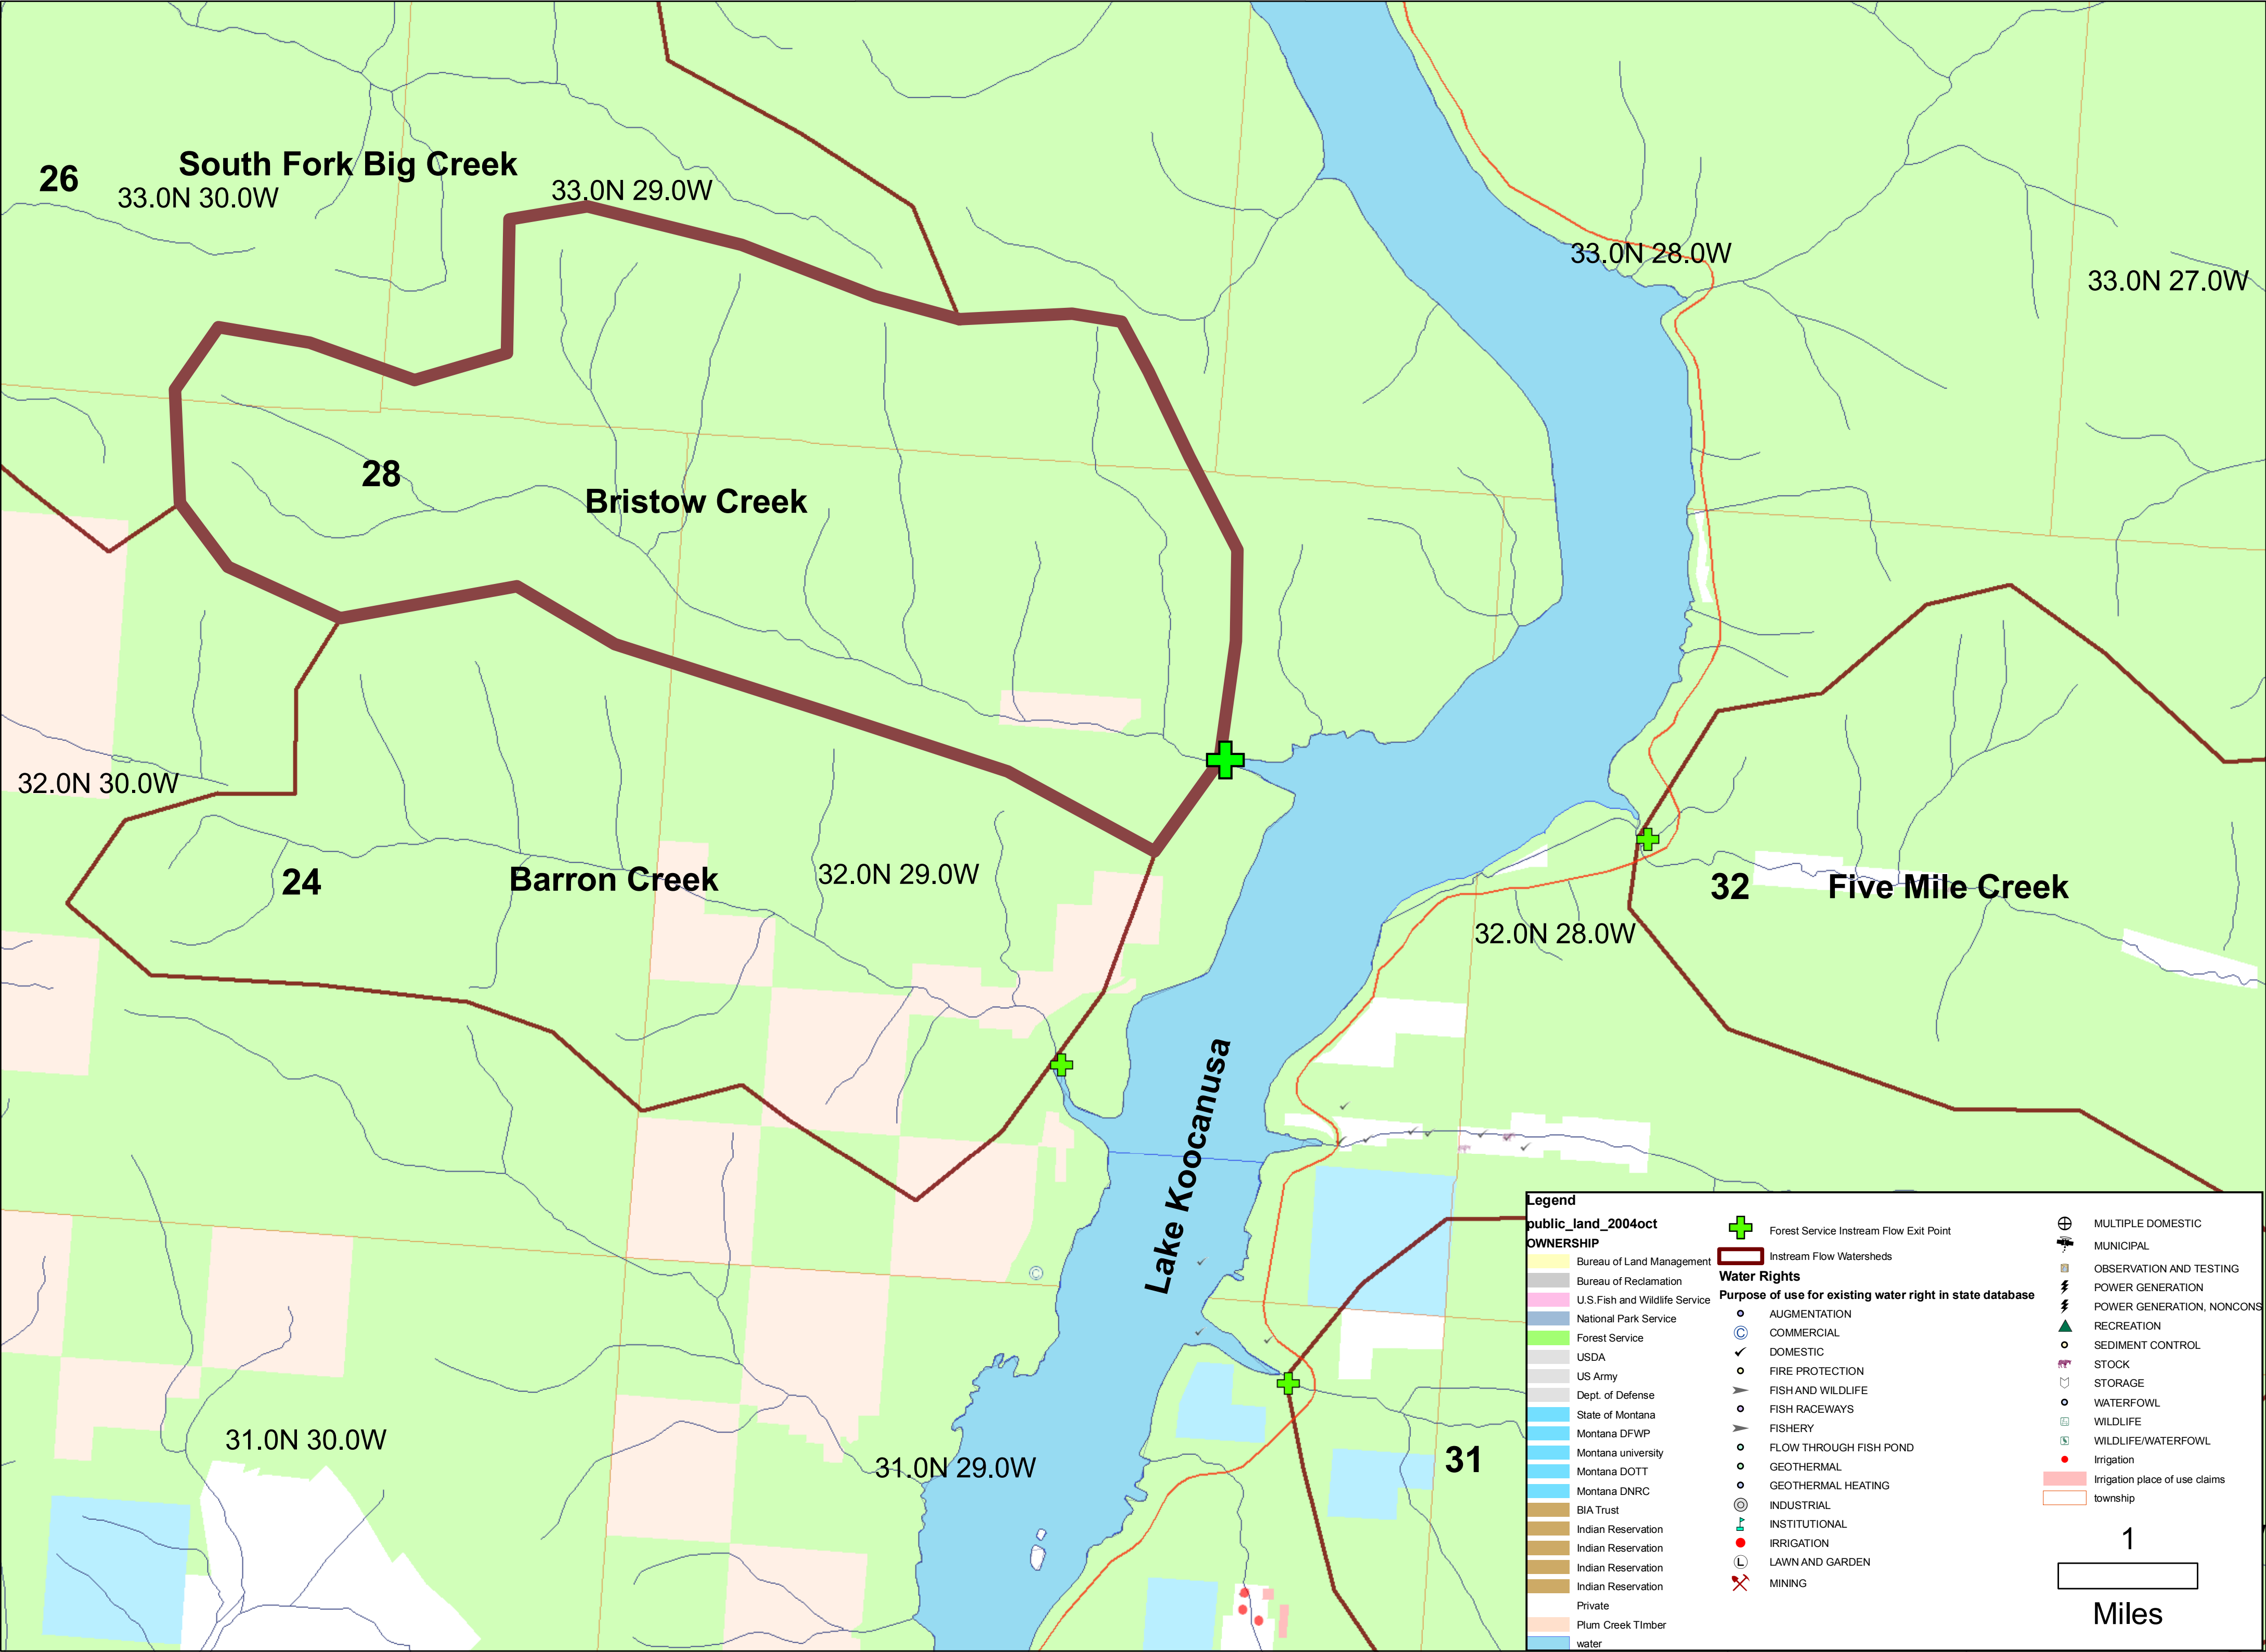 South Fork Big Creek
26
33.0N 30.0W
33.0N 29.0W
33.0N 28.0W
33.0N 27.0W
28
Bristow Creek
32.0N 30.0W
24
Barron Creek
32.0N 29.0W
32
Five Mile Creek
32.0N 28.0W
Lake Koocanusa
©
31.0N 30.0W
31.0N 29.0W
31
Legend
public_land_2004oct
OWNERSHIP
Bureau of Land Management
Bureau of Reclamation
U.S.Fish and Wildlife Service
National Park Service
Forest Service
USDA
US Army
Dept. of Defense
State of Montana
Montana DFWP
Montana university
Montana DOTT
Montana DNRC
BIA Trust
Indian Reservation
Indian Reservation
Indian Reservation
Indian Reservation
Private
Plum Creek TImber
water
Forest Service Instream Flow Exit Point
Instream Flow Watersheds
Water Rights
Purpose of use for existing water right in state database
AUGMENTATION
© COMMERCIAL
DOMESTIC
FIRE PROTECTION
FISH AND WILDLIFE
FISH RACEWAYS
FISHERY
FLOW THROUGH FISH POND
GEOTHERMAL
GEOTHERMAL HEATING
INDUSTRIAL
INSTITUTIONAL
IRRIGATION
L LAWN AND GARDEN
MINING
MULTIPLE DOMESTIC
MUNICIPAL
OBSERVATION AND TESTING
POWER GENERATION
POWER GENERATION, NONCONS
RECREATION
SEDIMENT CONTROL
STOCK
STORAGE
WATERFOWL
WILDLIFE
WILDLIFE/WATERFOWL
Irrigation
Irrigation place of use claims
township
1
Miles